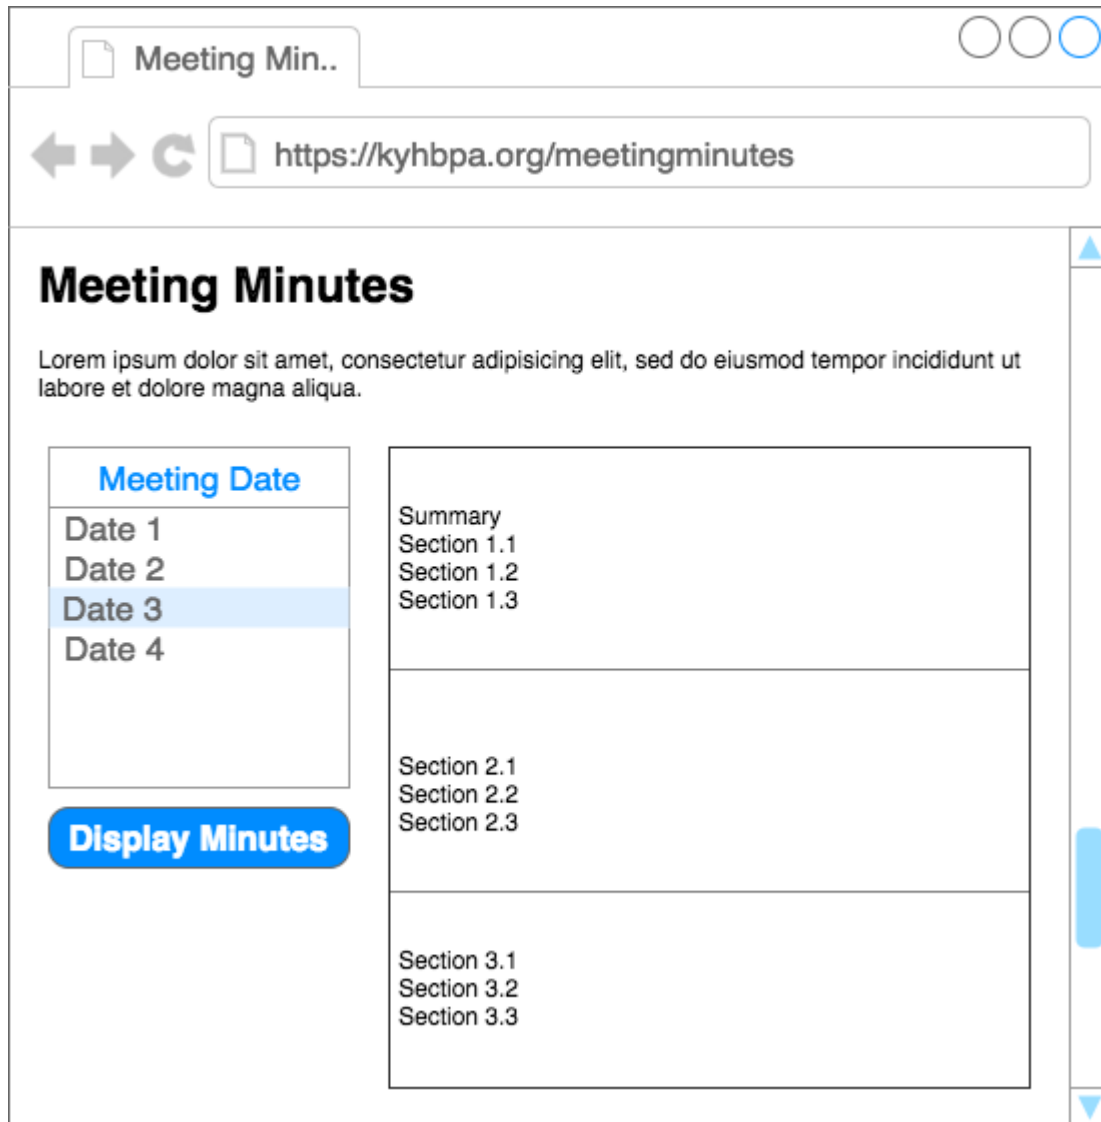 Meeting Min..
https://kyhbpa.org/meetingminutes
Meeting Minutes
Lorem ipsum dolor sit amet, consectetur adipisicing elit, sed do eiusmod tempor incididunt ut
labore et dolore magna aliqua.
Meeting Date
Date 1
Date 2
Date 3
Date 4
Display Minutes
Summary
Section 1.1
Section 1.2
Section 1.3
Section 2.1
Section 2.2
Section 2.3
Section 3.1
Section 3.2
Section 3.3